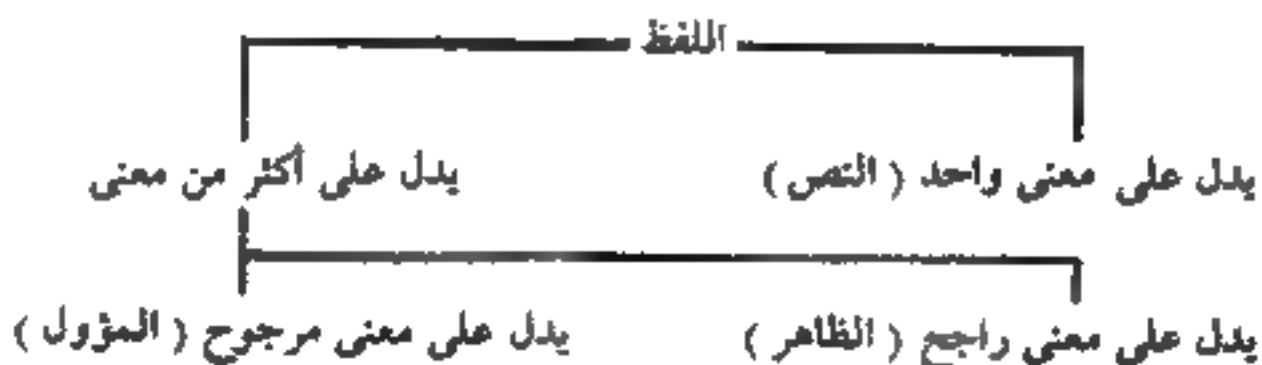 اللفظ
يدل على معنى واحد ( النص )
يدل على أكثر من معنى
يدل على معنى راجح ( الظاهر )
يدل على معنى مرجوح ( المؤول )